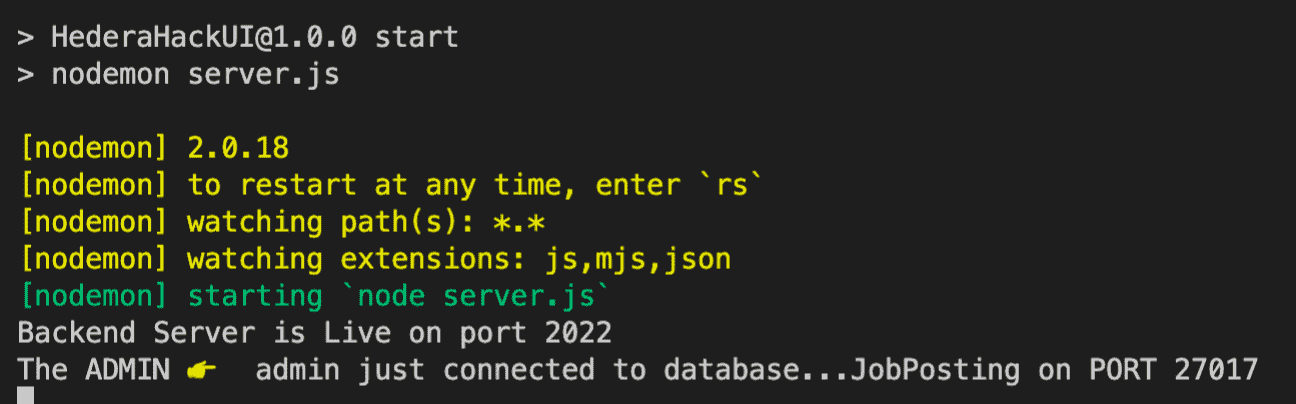 > HederaHackUI@1.0.0 start
> nodemon server.js
[nodemon] 2.0.18
[nodemon] to restart at any time, enter `rs`
[nodemon] watching path(s): *.*
[nodemon] watching extensions: js,mjs,json
[nodemon] starting `node server.js`
Backend Server is Live on port 2022
The ADMIN 👉 admin just connected to database...JobPosting on PORT 27017